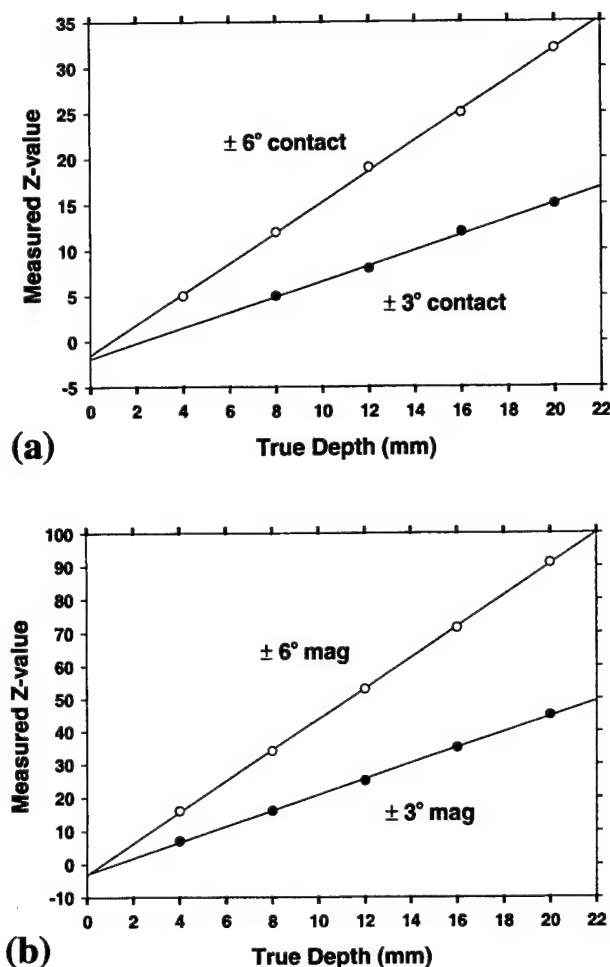 35
30
25
20
15
10
5
0
-5
Measured Z-value
± 6° contact
± 3° contact
0 2 4 6 8 10 12 14 16 18 20 22
True Depth (mm)
(a)
100
90
80
70
60
50
40
30
20
10
0
-10
Measured Z-value
± 6° mag
± 3° mag
0 2 4 6 8 10 12 14 16 18 20 22
True Depth (mm)
(b)